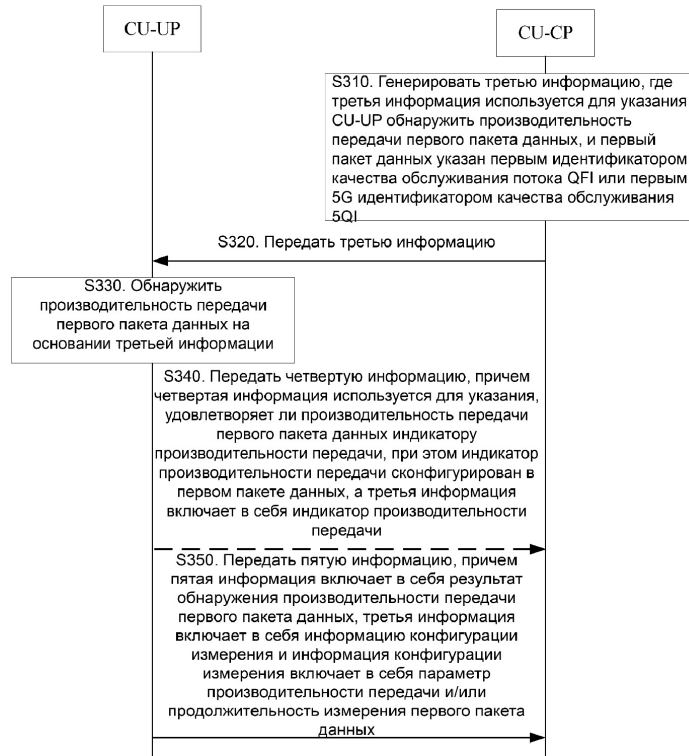 CU-UP
CU-CP
S310. Генерировать третью информацию, где
третья информация используется для указания
CU-UP обнаружить производительность
передачи первого пакета данных, и первый
пакет данных указан первым идентификатором
качества обслуживания потока QFI или первым
5G идентификатором качества обслуживания
5QI
S320. Передать третью информацию
S330. Обнаружить
производительность передачи
первого пакета данных на
основании третьей информации
S340. Передать четвертую информацию, причем
четвертая информация используется для указания,
удовлетворяет ли производительность передачи
первого пакета данных индикатору
производительности передачи, при этом индикатор
производительности передачи сконфигурирован в
первом пакете данных, а третья информация
включает в себя индикатор производительности
передачи
S350. Передать пятую информацию, причем
пятая информация включает в себя результат
обнаружения производительности передачи
первого пакета данных, третья информация
включает в себя информацию конфигурации
измерения и информация конфигурации
измерения включает в себя параметр
производительности передачи и/или
продолжительность измерения первого пакета
данных